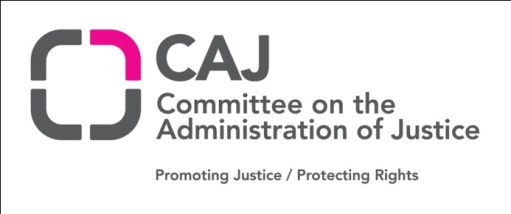 CAJ
Committee on the
Administration of Justice
Promoting Justice / Protecting Rights